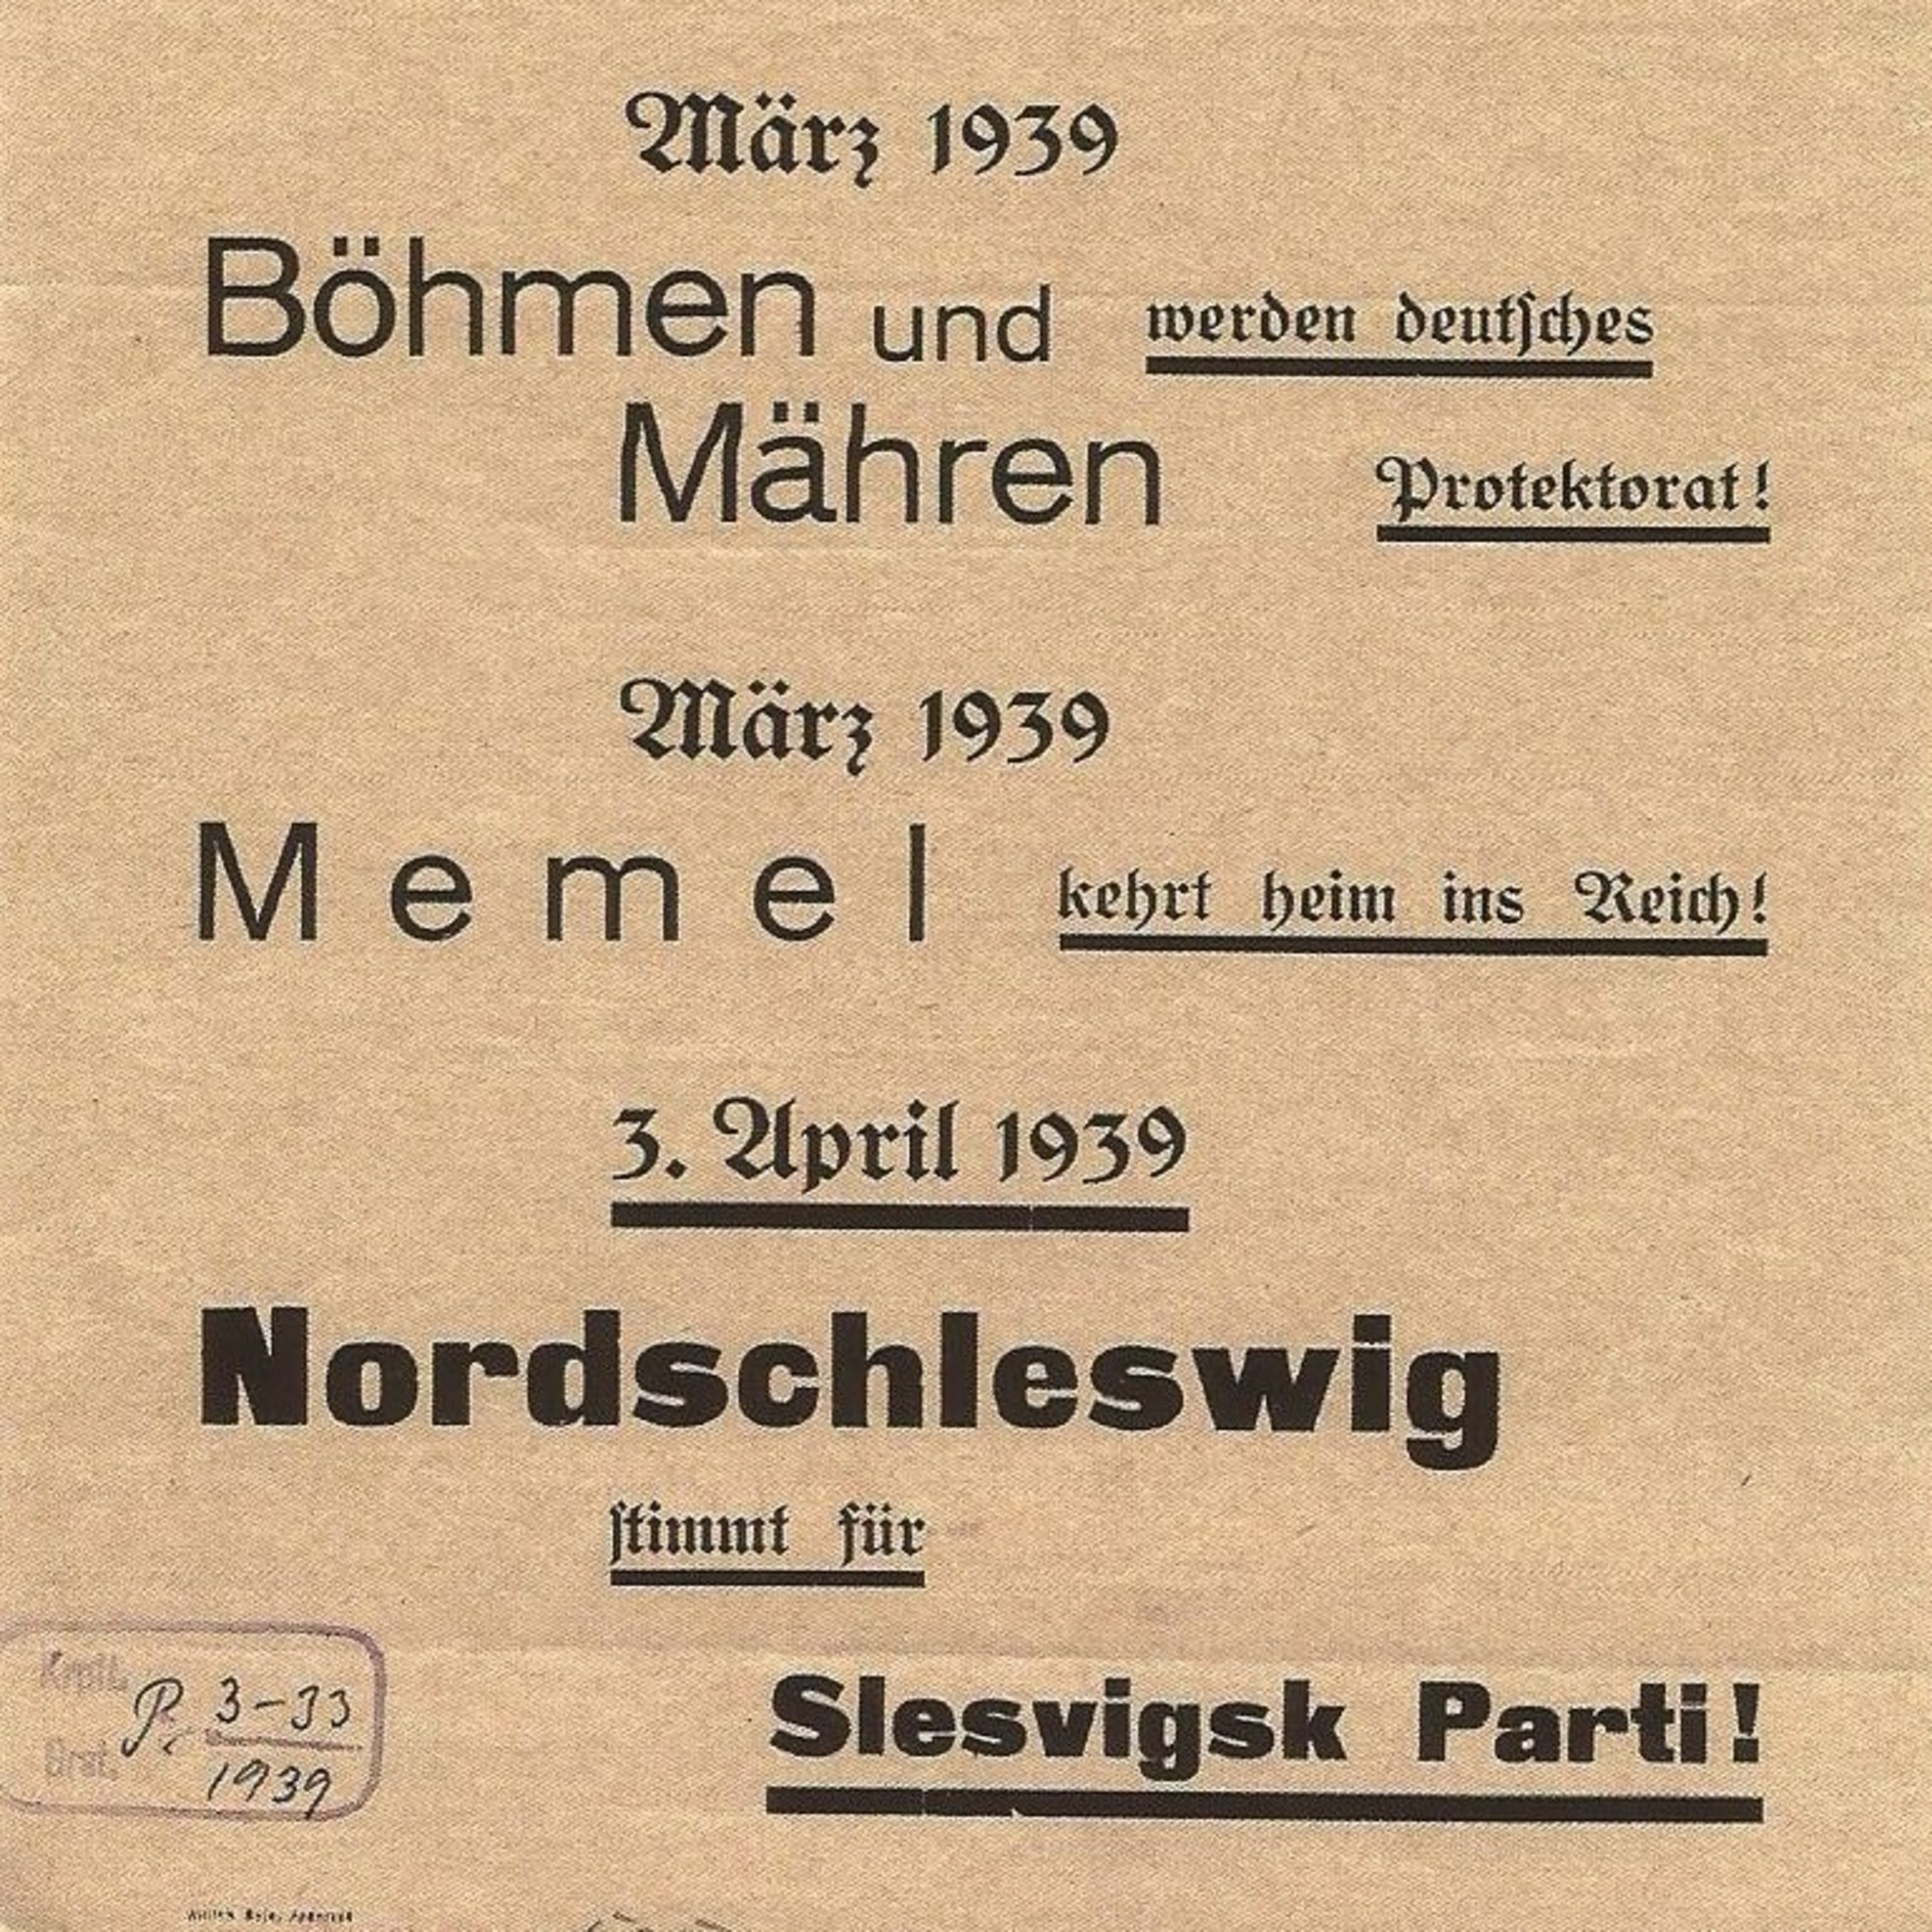 März 1939
Böhmen und werden deutsches
Mähren Protektorat!
März 1939
Memel kehrt heim ins Reich!
3. April 1939
Nordschleswig
stimmt für
Slesvigsk Parti!
P. 3-33
1939